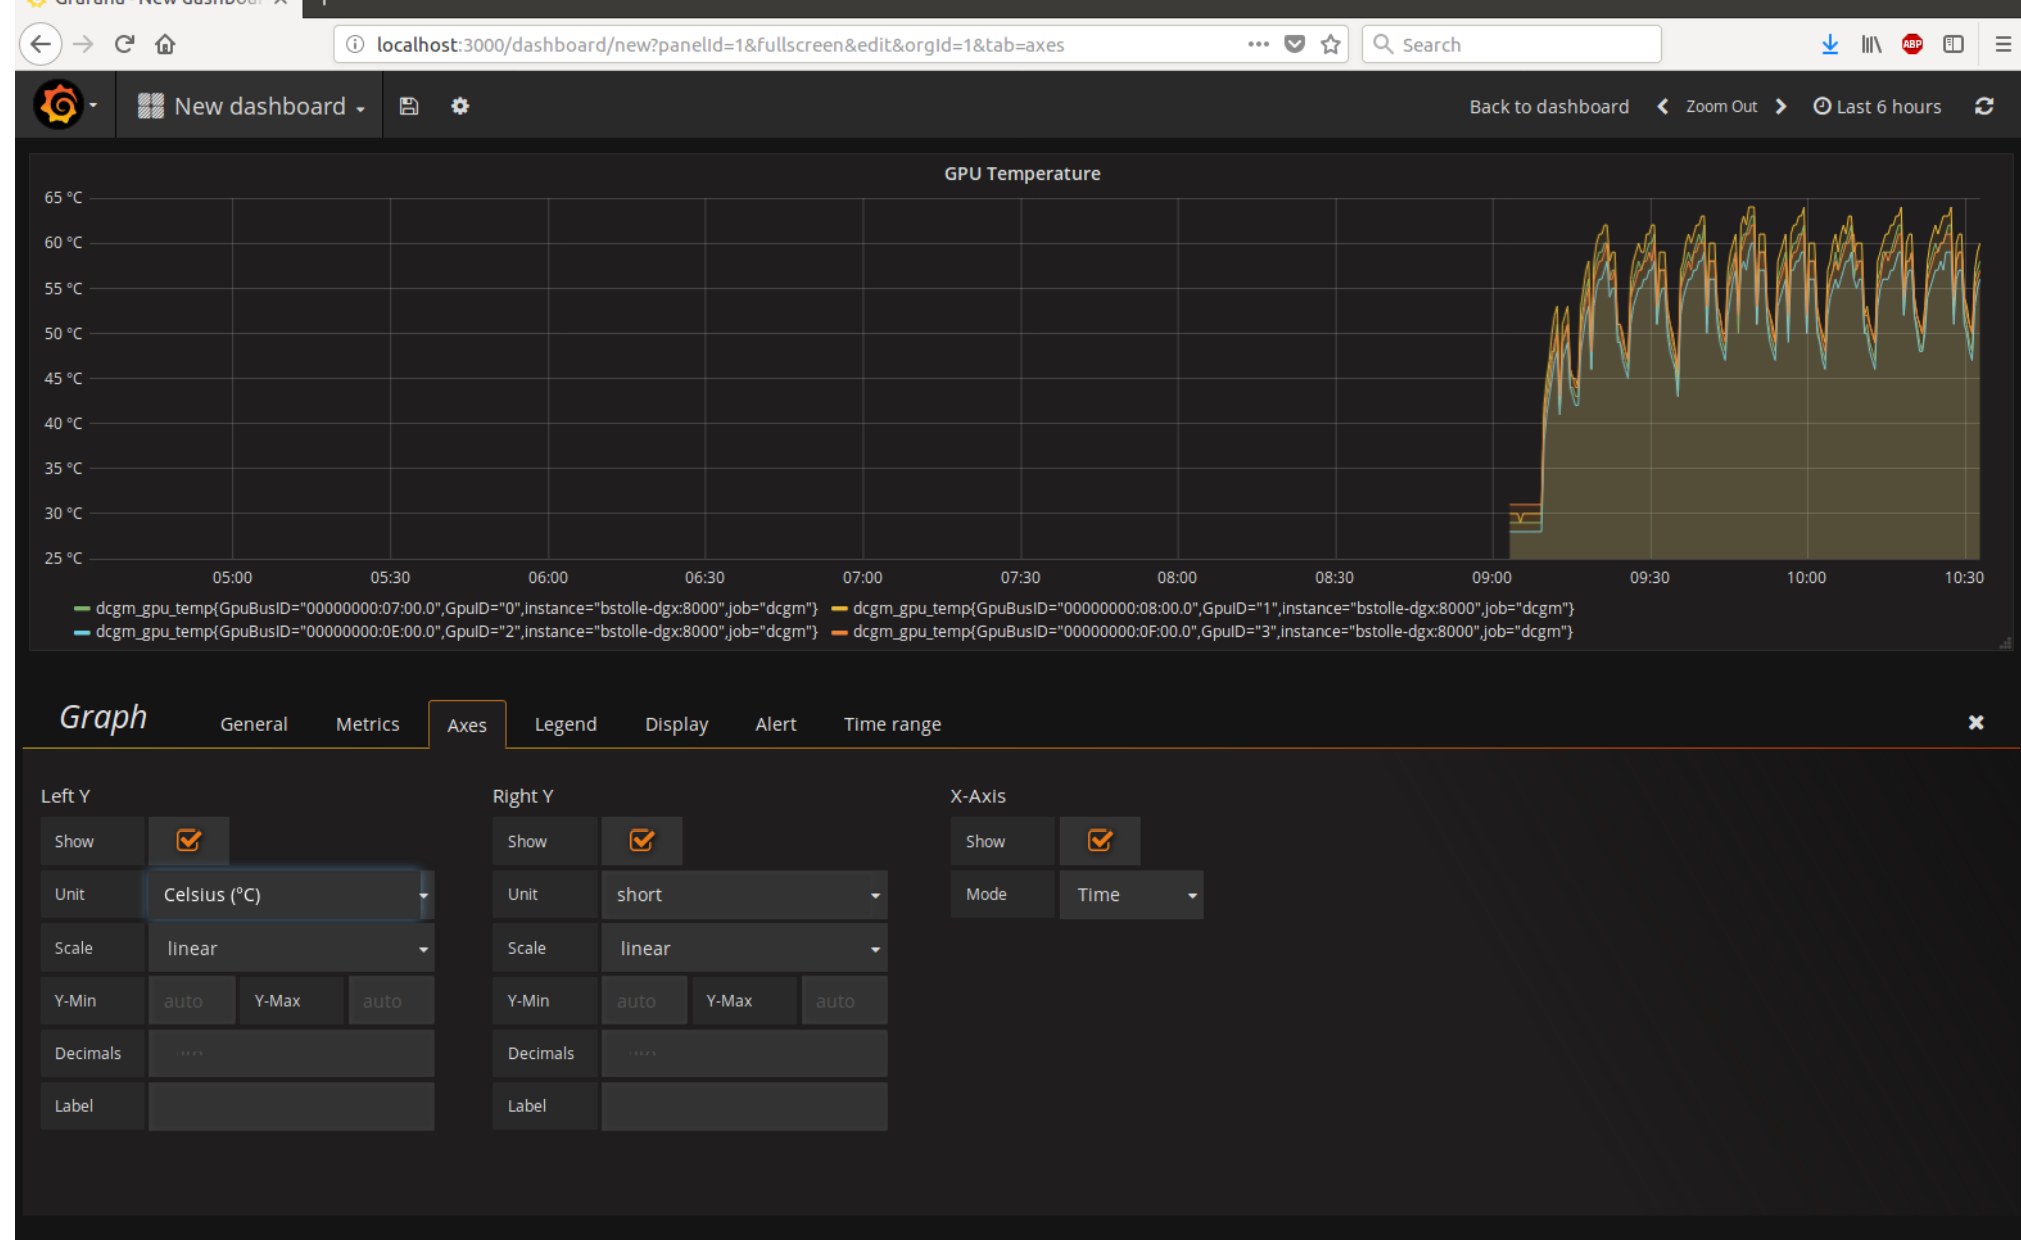 Grafana - New dashboar
localhost:3000/dashboard/new?panelId=1&fullscreen&edit&orgId=1&tab=axes
Search
ABP
New dashboard
Back to dashboard
Zoom Out
Last 6 hours
GPU Temperature
65 °C
60 °C
55 °C
50 °C
45 °C
40 °C
35 °C
30 °C
25 °C
05:00 05:30 06:00 06:30 07:00 07:30 08:00 08:30 09:00 09:30 10:00 10:30
dcgm_gpu_temp{GpuBusID="00000000:07:00.0",GpuID="0",instance="bstolle-dgx:8000",job="dcgm"} dcgm_gpu_temp{GpuBusID="00000000:08:00.0",GpuID="1",instance="bstolle-dgx:8000",job="dcgm"}
dcgm_gpu_temp{GpuBusID="00000000:0E:00.0",GpuID="2",instance="bstolle-dgx:8000",job="dcgm"} dcgm_gpu_temp{GpuBusID="00000000:0F:00.0",GpuID="3",instance="bstolle-dgx:8000",job="dcgm"}
Graph General Metrics Axes Legend Display Alert Time range
Left Y Right Y X-Axis
Show Show Show
Unit Celsius (°C) Unit short Mode Time
Scale linear Scale linear
Y-Min auto Y-Max auto Y-Min auto Y-Max auto
Decimals Decimals
Label Label